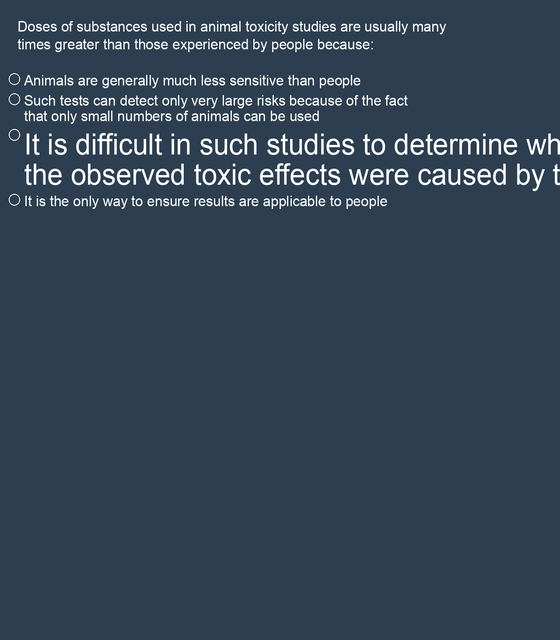 Doses of substances used in animal toxicity studies are usually many
times greater than those experienced by people because:
Animals are generally much less sensitive than people
Such tests can detect only very large risks because of the fact
that only small numbers of animals can be used
It is difficult in such studies to determine
the observed toxic effects were caused by
It is the only way to ensure results are applicable to people